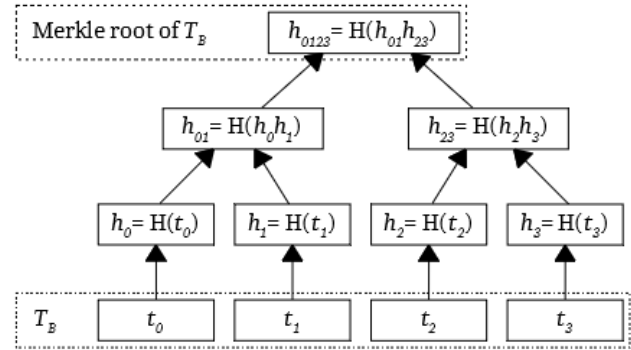 Merkle root of T_B
h_0123 = H(h_01h_23)
h_01 = H(h_0h_1)
h_23 = H(h_2h_3)
h_0 = H(t_0)
h_1 = H(t_1)
h_2 = H(t_2)
h_3 = H(t_3)
T_B
t_0
t_1
t_2
t_3